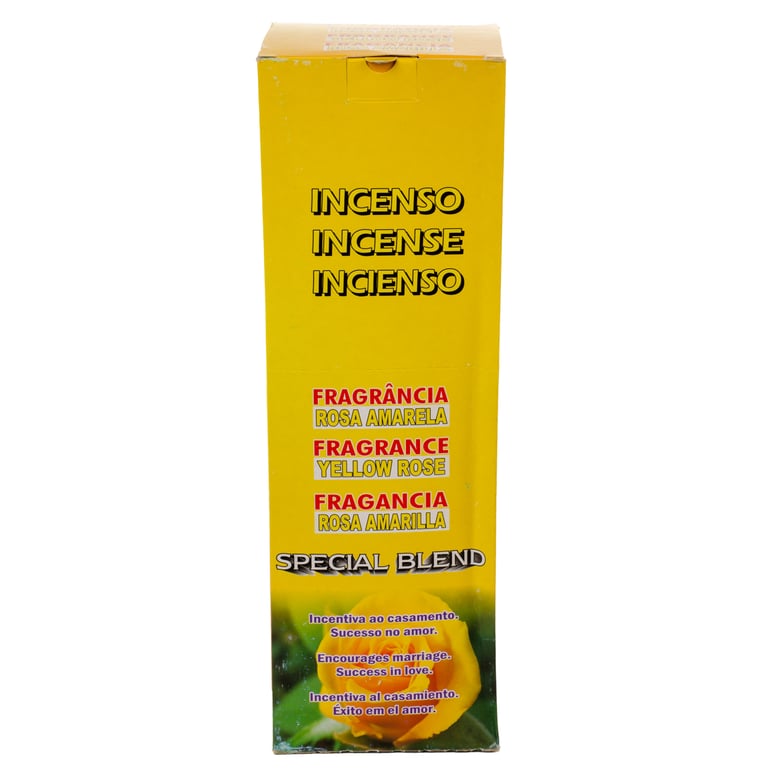 INCENSO
INCENSE
INCIENSO
FRAGRÂNCIA
ROSA AMARELA
FRAGRANCE
YELLOW ROSE
FRAGANCIA
ROSA AMARILLA
SPECIAL BLEND
Incentiva ao casamento.
Sucesso no amor.
Encourages marriage.
Success in love.
Incentiva al casamiento.
Éxito em el amor.